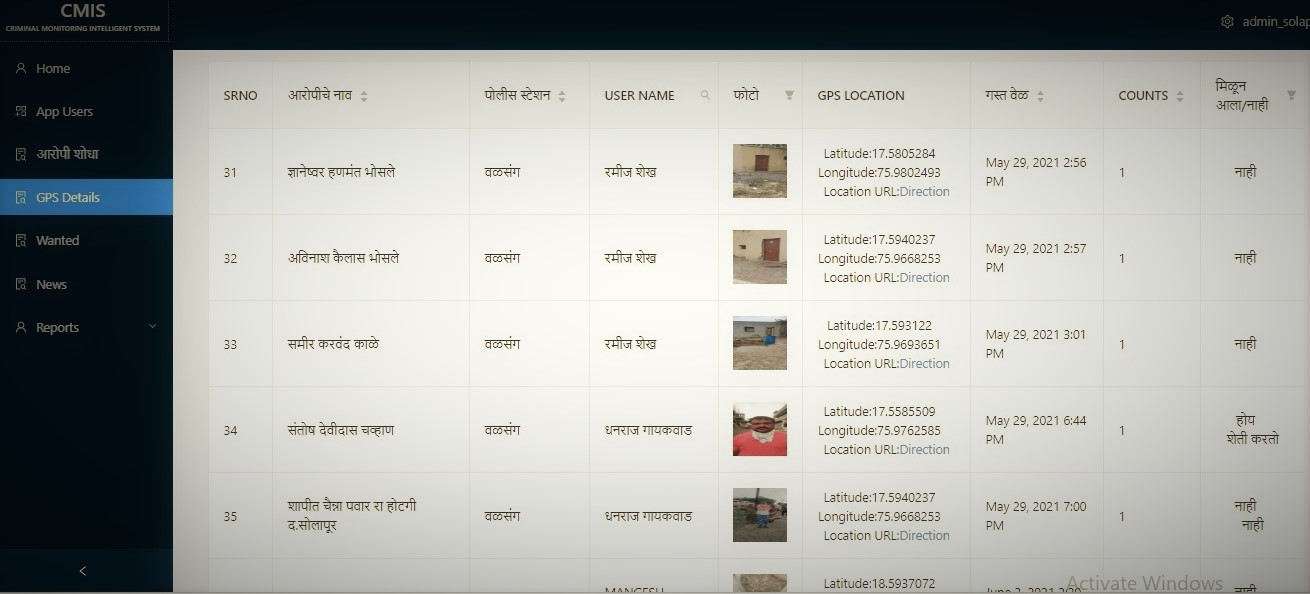 CMIS
CRIMINAL MONITORING INTELLIGENT SYSTEM
admin_solap
Home
App Users
आरोपी शोधा
GPS Details
Wanted
News
Reports
SRNO आरोपीचे नाव पोलीस स्टेशन USER NAME फोटो GPS LOCATION गस्त वेळ COUNTS मिळून
आला/नाही
31 ज्ञानेष्वर हणमंत भोसले वळसंग रमीज शेख Latitude:17.5805284 May 29, 2021 2:56 1 नाही
Longitude:75.9802493 PM
Location URL:Direction
32 अविनाश कैलास भोसले वळसंग रमीज शेख Latitude:17.5940237 May 29, 2021 2:57 1 नाही
Longitude:75.9668253 PM
Location URL:Direction
33 समीर करवंद काळे वळसंग रमीज शेख Latitude:17.593122 May 29, 2021 3:01 1 नाही
Longitude:75.9693651 PM
Location URL:Direction
34 संतोष देवीदास चव्हाण वळसंग धनराज गायकवाड Latitude:17.5585509 May 29, 2021 6:44 1 होय
Longitude:75.9762585 PM शेती करतो
Location URL:Direction
35 शापीत चैन्ना पवार रा होटगी वळसंग धनराज गायकवाड Latitude:17.5940237 May 29, 2021 7:00 1 नाही
द.सोलापूर Longitude:75.9668253 PM नाही
Location URL:Direction
MANGESH Latitude:18.5937072 नाही
Activate Windows